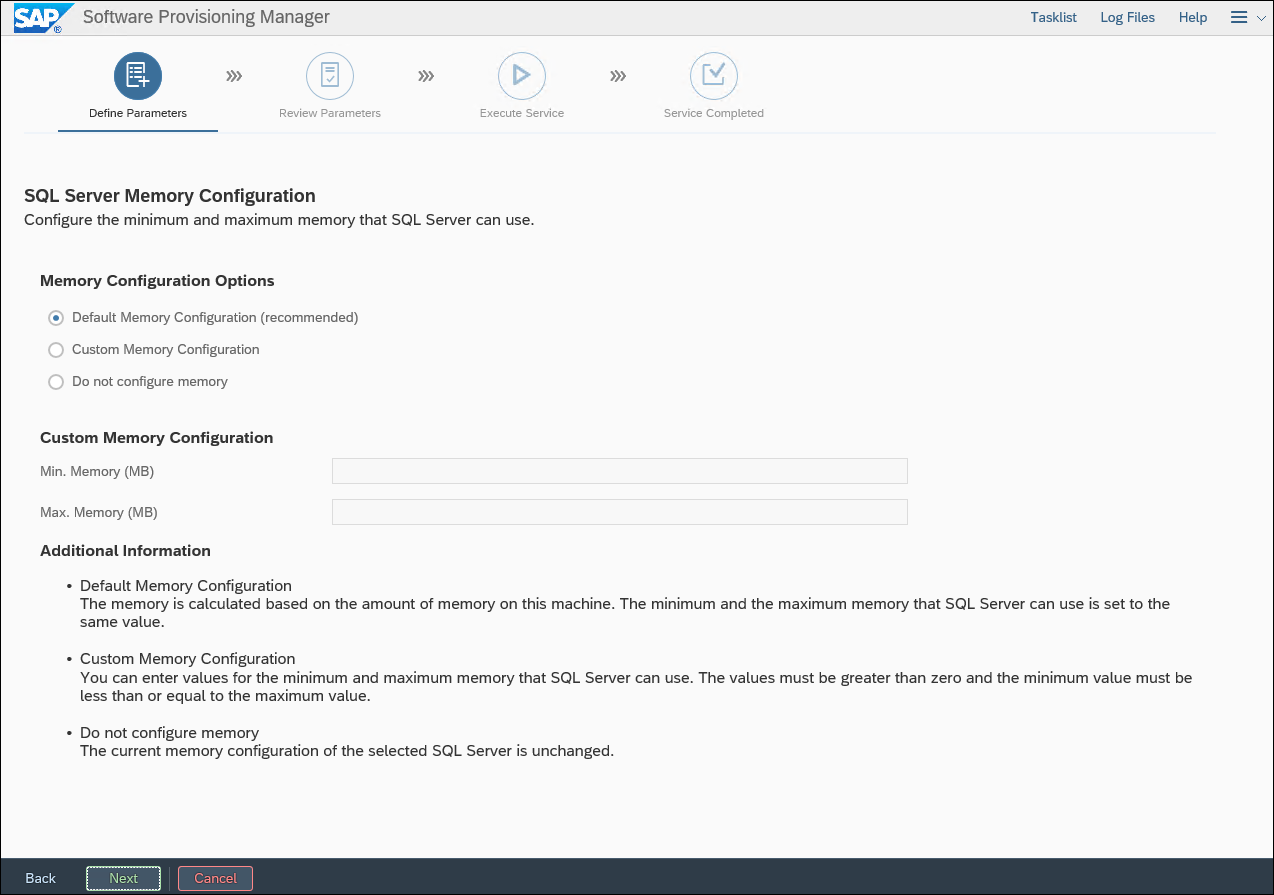 SAP® Software Provisioning Manager Tasklist Log Files Help
Define Parameters Review Parameters Execute Service Service Completed
SQL Server Memory Configuration
Configure the minimum and maximum memory that SQL Server can use.
Memory Configuration Options
Default Memory Configuration (recommended)
Custom Memory Configuration
Do not configure memory
Custom Memory Configuration
Min. Memory (MB)
Max. Memory (MB)
Additional Information
• Default Memory Configuration
The memory is calculated based on the amount of memory on this machine. The minimum and the maximum memory that SQL Server can use is set to the
same value.
• Custom Memory Configuration
You can enter values for the minimum and maximum memory that SQL Server can use. The values must be greater than zero and the minimum value must be
less than or equal to the maximum value.
• Do not configure memory
The current memory configuration of the selected SQL Server is unchanged.
Back Next Cancel